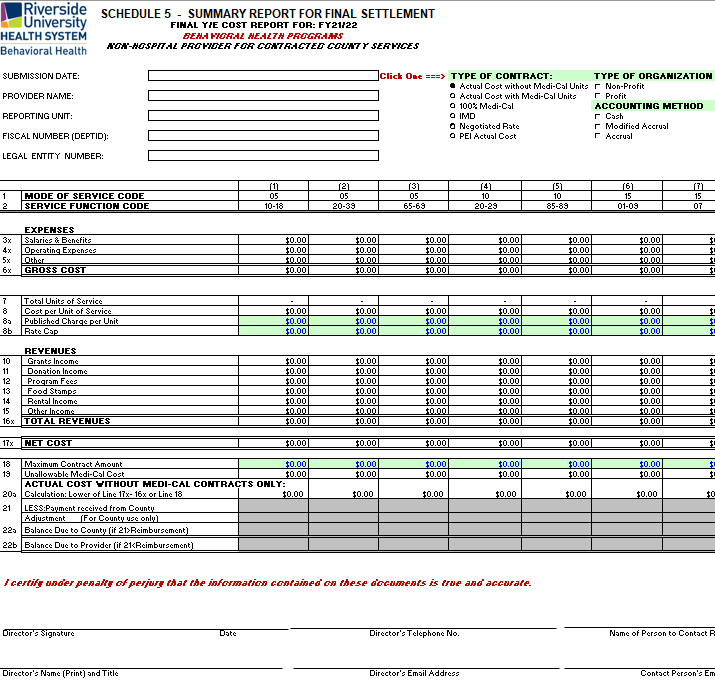 Riverside
University
HEALTH SYSTEM
Behavioral Health
SCHEDULE 5 - SUMMARY REPORT FOR FINAL SETTLEMENT
FINAL Y/E COST REPORT FOR: FY21/22
BEHAVIORAL HEALTH PROGRAMS
NON-HOSPITAL PROVIDER FOR CONTRACTED COUNTY SERVICES
SUBMISSION DATE:
PROVIDER NAME:
REPORTING UNIT:
FISCAL NUMBER (DEPTID):
LEGAL ENTITY NUMBER:
Click One ===>
TYPE OF CONTRACT:
Actual Cost without Medi-Cal Units
Actual Cost with Medi-Cal Units
100% Medi-Cal
IMD
Negotiated Rate
PEI Actual Cost
TYPE OF ORGANIZATION
Non-Profit
Profit
ACCOUNTING METHOD
Cash
Modified Accrual
Accrual
(1) (2) (3) (4) (5) (6) (7)
1 MODE OF SERVICE CODE 05 05 05 10 10 15 15
2 SERVICE FUNCTION CODE 10-18 20-39 65-69 20-29 85-89 01-09 07
EXPENSES
3x Salaries & Benefits $0.00 $0.00 $0.00 $0.00 $0.00 $0.00
4x Operating Expenses $0.00 $0.00 $0.00 $0.00 $0.00 $0.00
5x Other $0.00 $0.00 $0.00 $0.00 $0.00 $0.00
6x GROSS COST $0.00 $0.00 $0.00 $0.00 $0.00 $0.00
7 Total Units of Service - - - - - -
8 Cost per Unit of Service $0.00 $0.00 $0.00 $0.00 $0.00 $0.00
8a Published Charge per Unit $0.00 $0.00 $0.00 $0.00 $0.00 $0.00
8b Rate Cap $0.00 $0.00 $0.00 $0.00 $0.00 $0.00
REVENUES
10 Grants Income $0.00 $0.00 $0.00 $0.00 $0.00 $0.00
11 Donation Income $0.00 $0.00 $0.00 $0.00 $0.00 $0.00
12 Program Fees $0.00 $0.00 $0.00 $0.00 $0.00 $0.00
13 Food Stamps $0.00 $0.00 $0.00 $0.00 $0.00 $0.00
14 Rental Income $0.00 $0.00 $0.00 $0.00 $0.00 $0.00
15 Other Income $0.00 $0.00 $0.00 $0.00 $0.00 $0.00
16x TOTAL REVENUES $0.00 $0.00 $0.00 $0.00 $0.00 $0.00
17x NET COST $0.00 $0.00 $0.00 $0.00 $0.00 $0.00
18 Maximum Contract Amount $0.00 $0.00 $0.00 $0.00 $0.00 $0.00
19 Unallowable Medi-Cal Cost $0.00 $0.00 $0.00 $0.00 $0.00 $0.00
ACTUAL COST WITHOUT MEDI-CAL CONTRACTS ONLY:
20a Calculation: Lower of Line 17x- 16x or Line 18 $0.00 $0.00 $0.00 $0.00 $0.00 $0.00
21 LESS:Payment received from County
Adjustment (For County use only)
22a Balance Due to County (if 21>Reimbursement)
22b Balance Due to Provider (if 21<Reimbursement)
I certify under penalty of perjury that the information contained on these documents is true and accurate.
Director's Signature Date Director's Telephone No. Name of Person to Contact R
Director's Name (Print) and Title Director's Email Address Contact Person's Em